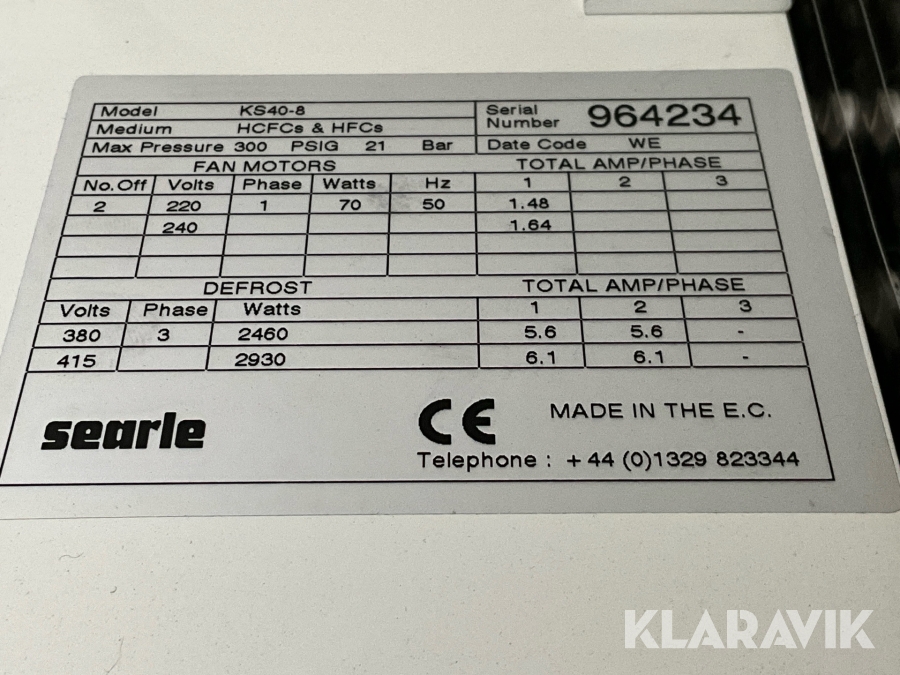 Model KS40-8 Serial Number 964234
Medium HCFCs & HFCs
Max Pressure 300 PSIG 21 Bar Date Code WE
FAN MOTORS TOTAL AMP/PHASE
No.Off Volts Phase Watts Hz 1 2 3
2 220 1 70 50 1.48
240 1.64
DEFROST TOTAL AMP/PHASE
Volts Phase Watts 1 2 3
380 3 2460 5.6 5.6 -
415 2930 6.1 6.1 -
searle CE MADE IN THE E.C.
Telephone : +44 (0)1329 823344
KLARAVIK